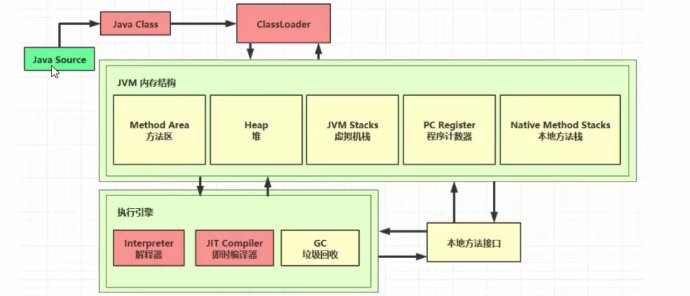 Java Class
ClassLoader
Java Source
JVM 内存结构
Method Area
方法区
Heap
堆
JVM Stacks
虚拟机栈
PC Register
程序计数器
Native Method Stacks
本地方法栈
执行引擎
Interpreter
解释器
JIT Compiler
即时编译器
GC
垃圾回收
本地方法接口